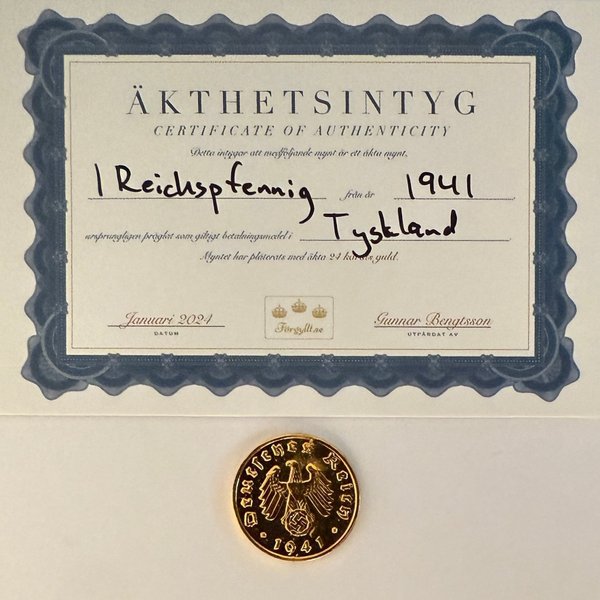 ÄKTHETSINTYG
CERTIFICATE OF AUTHENTICITY
Detta intygar att medföljande mynt är ett äkta mynt,
1 Reichspfennig från år 1941
ursprungligen präglat som giltigt betalningsmedel i Tyskland
Myntet har pläterats med äkta 24 karats guld.
Januari 2024
DATUM
Förgyllt.se
Gunnar Bengtsson
UTFÄRDAT AV
Deutsches Reich
1941